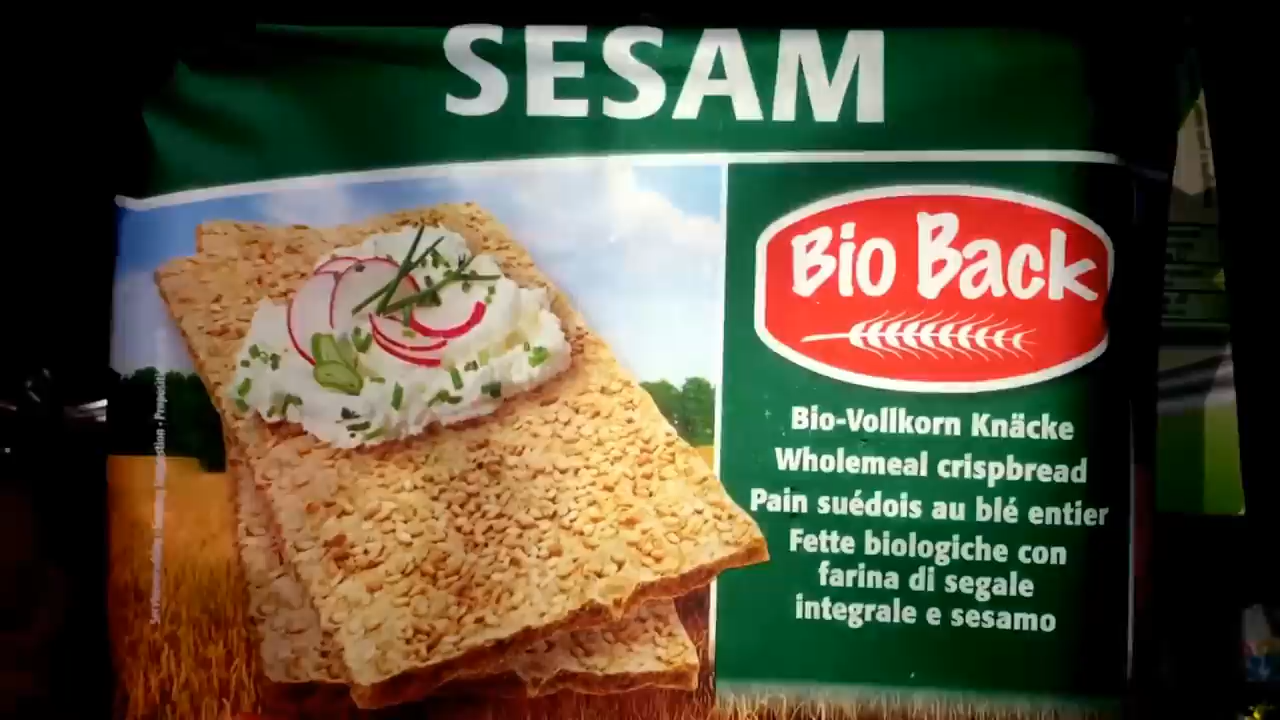 SESAM
Bio Back
Bio-Vollkorn Knäcke
Wholemeal crispbread
Pain suédois au blé entier
Fette biologiche con
farina di segale
integrale e sesamo